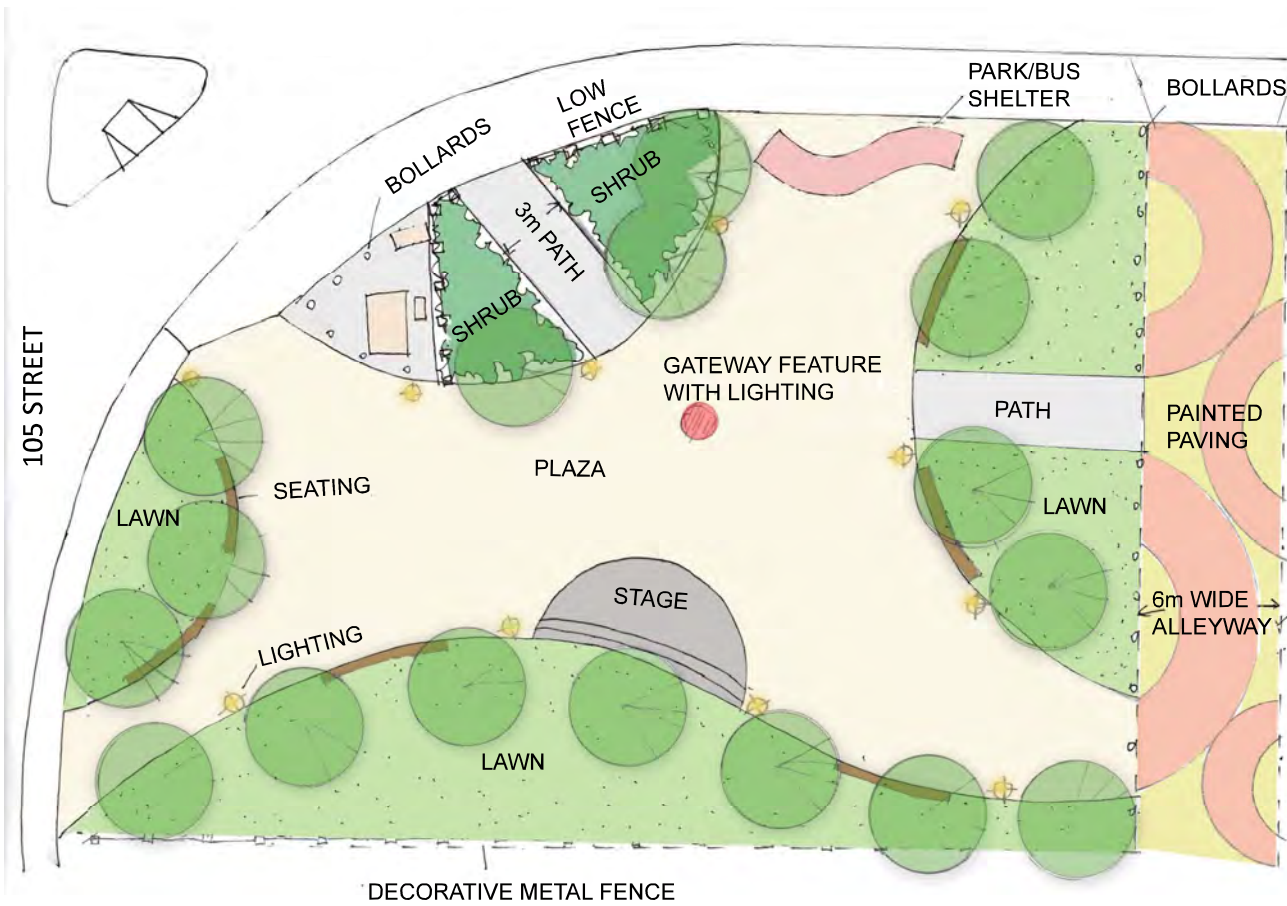 PARK/BUS
SHELTER
BOLLARDS
LOW
FENCE
BOLLARDS
SHRUB
3m PATH
SHRUB
105 STREET
GATEWAY FEATURE
WITH LIGHTING
PATH
PAINTED
PAVING
PLAZA
SEATING
LAWN
LAWN
STAGE
6m WIDE
ALLEYWAY
LIGHTING
LAWN
DECORATIVE METAL FENCE